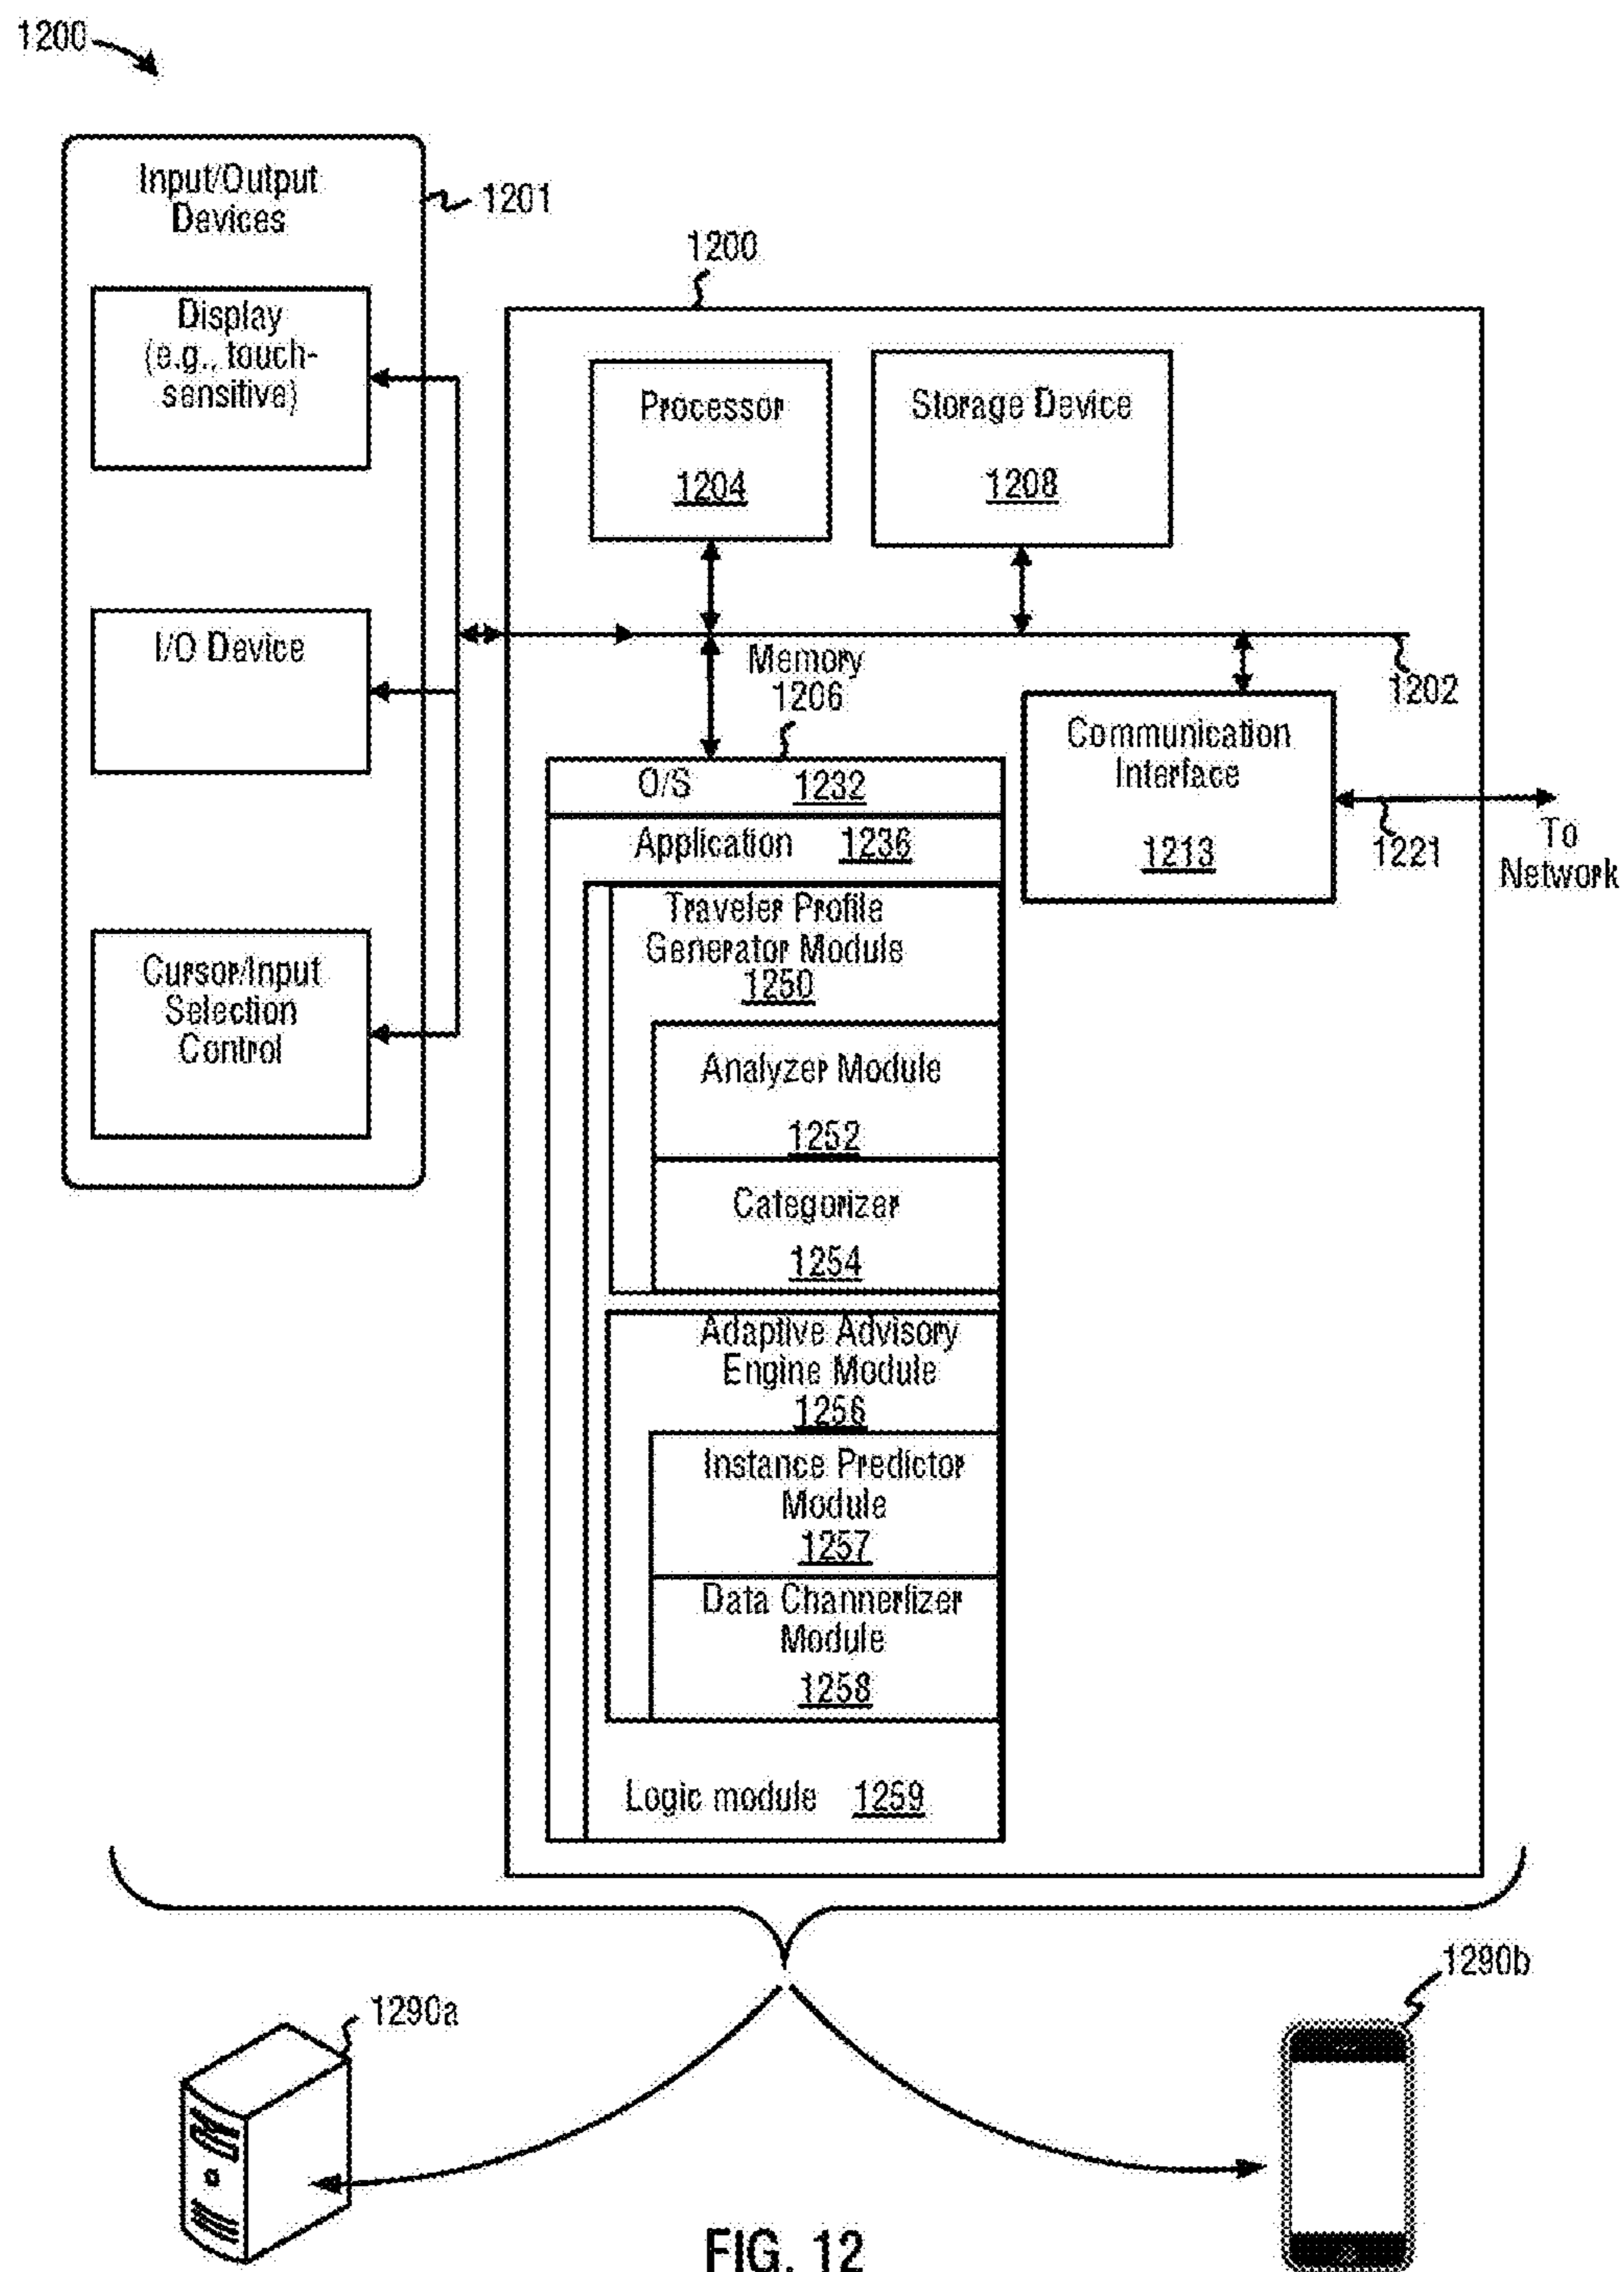 1200
Input/Output
Devices
1201
Display
(e.g., touch-
sensitive)
I/O Device
Cursor/Input
Selection
Control
1200
Processor
1204
Storage Device
1208
1202
Memory
1206
Communication
Interface
1213
1221
To
Network
O/S 1232
Application 1236
Traveler Profile
Generator Module
1250
Analyzer Module
1252
Categorizer
1254
Adaptive Advisory
Engine Module
1256
Instance Predictor
Module
1257
Data Channerlizer
Module
1258
Logic module 1259
1290a
1290b
FIG. 12